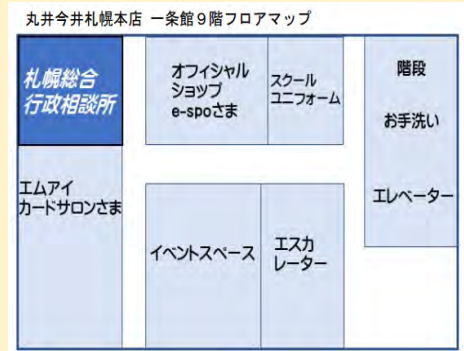 丸井今井札幌本店 一条館９階フロアマップ
札幌総合
行政相談所
オフィシャル
ショップ
e-spoさま
スクール
ユニフォーム
階段
お手洗い
エレベーター
エムアイ
カードサロンさま
イベントスペース
エスカ
レーター